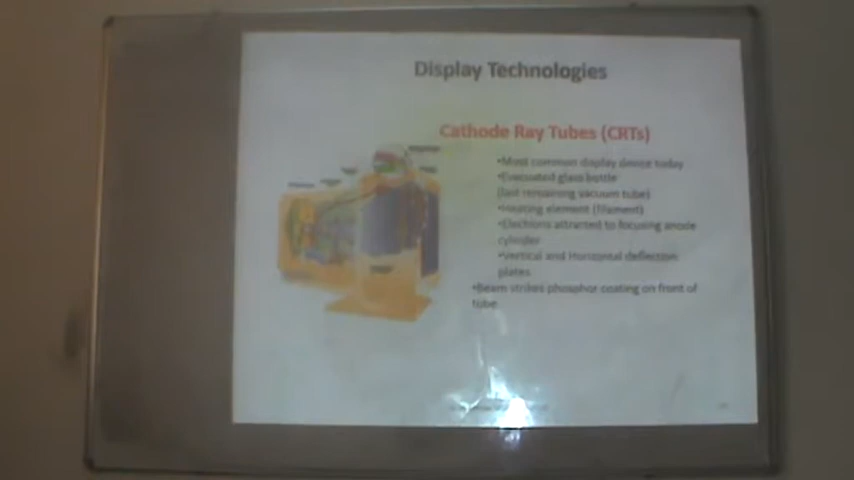 Display Technologies
Cathode Ray Tubes (CRTs)
•Most common display device today
•Evacuated glass bottle
(last remaining vacuum tube)
•Heating element (filament)
•Electrons attracted to focusing anode
cylinder
•Vertical and Horizontal deflection
plates
•Beam strikes phosphor coating on front of
tube